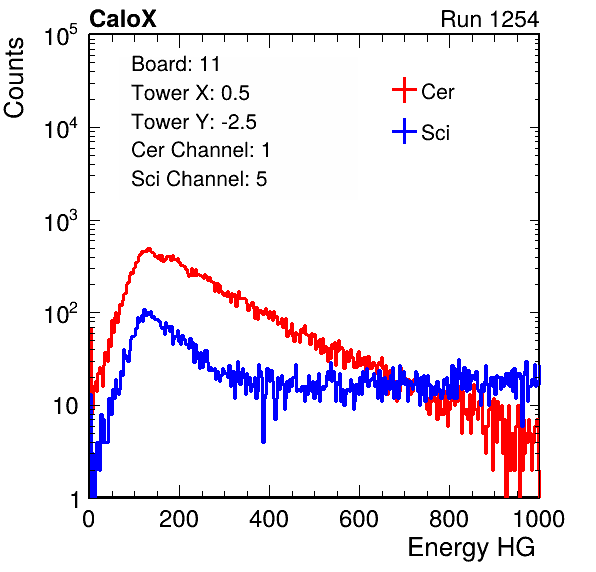 CaloX Run 1254
Counts
Board: 11
Tower X: 0.5
Tower Y: -2.5
Cer Channel: 1
Sci Channel: 5
Cer
Sci
10^5
10^4
10^3
10^2
10
1
0 200 400 600 800 1000
Energy HG